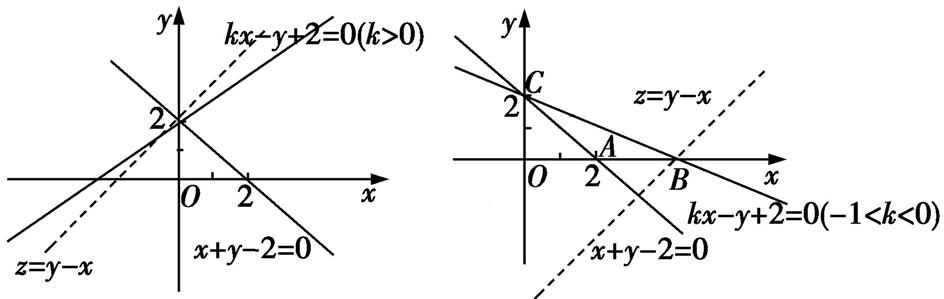 y
kx-y+2=0(k>0)
2
O
2
x
x+y-2=0
z=y-x
y
C
2
z=y-x
A
O
2
B
x
kx-y+2=0(-1<k<0)
x+y-2=0